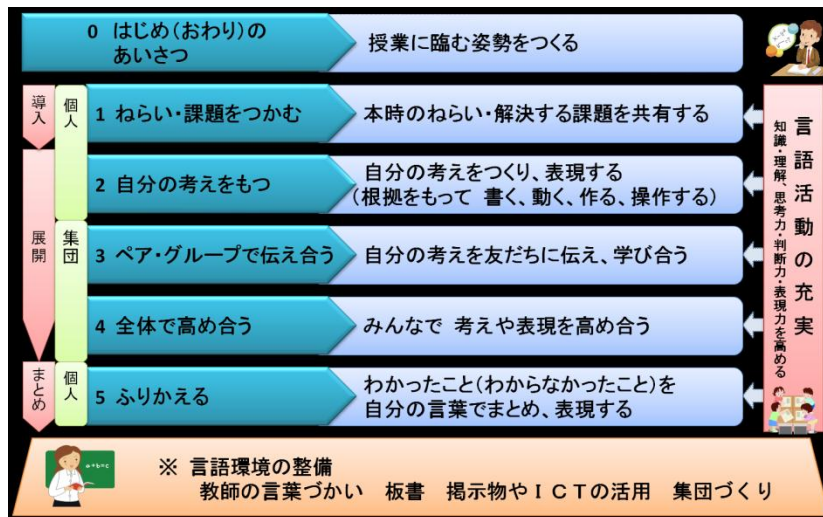 0 はじめ(おわり)の
あいさつ
授業に臨む姿勢をつくる
導入
個人
1 ねらい・課題をつかむ
本時のねらい・解決する課題を共有する
2 自分の考えをもつ
自分の考えをつくり、表現する
(根拠をもって 書く、動く、作る、操作する)
展開
集団
3 ペア・グループで伝え合う
自分の考えを友だちに伝え、学び合う
4 全体で高め合う
みんなで 考えや表現を高め合う
まとめ
個人
5 ふりかえる
わかったこと(わからなかったこと)を
自分の言葉でまとめ、表現する
言語活動の充実
知識・理解、思考力・判断力・表現力を高める
a+b=c
※ 言語環境の整備
教師の言葉づかい 板書 掲示物やICTの活用 集団づくり